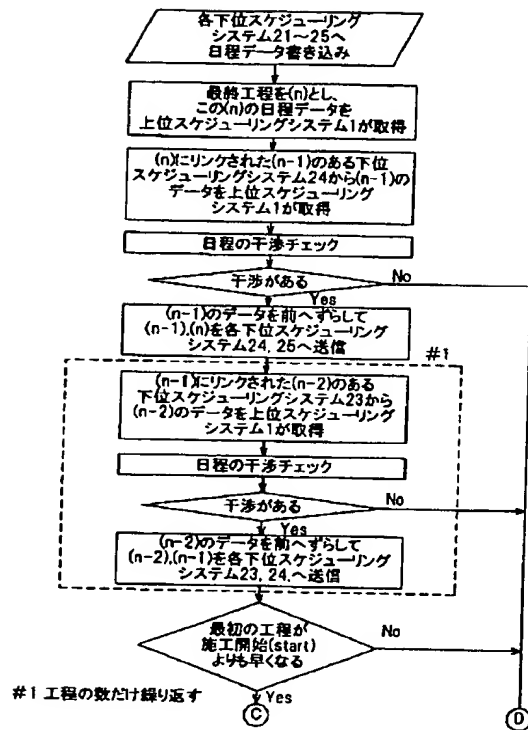 各下位スケジューリング
システム21～25へ
日程データ書き込み
最終工程を(n)とし、
この(n)の日程データを
上位スケジューリングシステム1が取得
(n)にリンクされた(n-1)のある下位
スケジューリングシステム24から(n-1)の
データを上位スケジューリング
システム1が取得
日程の干渉チェック
干渉がある
No
Yes
(n-1)のデータを前へずらして
(n-1),(n)を各下位スケジューリング
システム24, 25へ送信
#1
(n-1)にリンクされた(n-2)のある
下位スケジューリングシステム23から
(n-2)のデータを上位スケジューリング
システム1が取得
日程の干渉チェック
干渉がある
No
Yes
(n-2)のデータを前へずらして
(n-2),(n-1)を各下位スケジューリング
システム23, 24,へ送信
最初の工程が
施工開始(start)
よりも早くなる
No
Yes
#1 工程の数だけ繰り返す
C
D